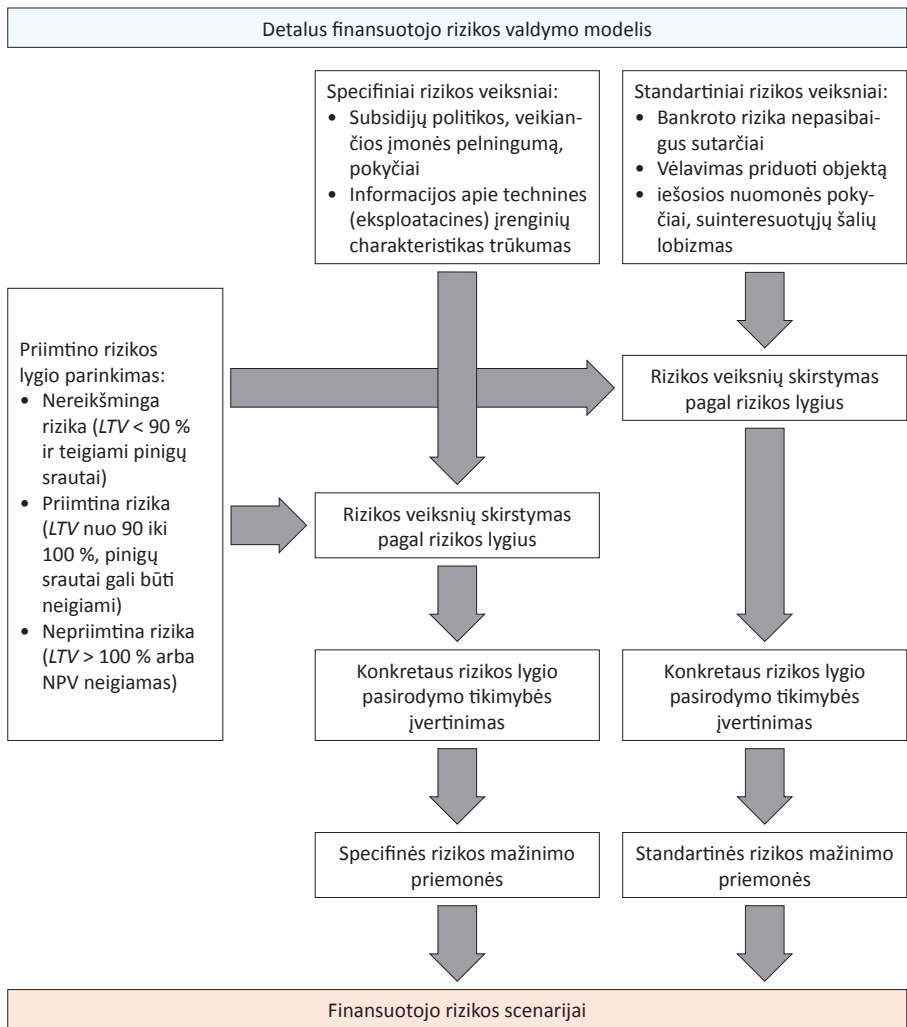 Detalus finansuotojo rizikos valdymo modelis
Specifiniai rizikos veiksniai:
• Subsidijų politikos, veikian-
čios įmonės pelningumą,
pokyčiai
• Informacijos apie technines
(eksploatacines) įrenginių
charakteristikas trūkumas
Standartiniai rizikos veiksniai:
• Bankroto rizika nepasibai-
gus sutarčiai
• Vėlavimas priduoti objektą
• iešosios nuomonės poky-
čiai, suinteresuotųjų šalių
lobizmas
Priimtino rizikos
lygio parinkimas:
• Nereikšminga
rizika (LTV < 90 %
ir teigiami pinigų
srautai)
• Priimtina rizika
(LTV nuo 90 iki
100 %, pinigų
srautai gali būti
neigiami)
• Nepriimtina rizika
(LTV > 100 % arba
NPV neigiamas)
Rizikos veiksnių skirstymas
pagal rizikos lygius
Rizikos veiksnių skirstymas
pagal rizikos lygius
Konkretaus rizikos lygio
pasirodymo tikimybės
įvertinimas
Konkretaus rizikos lygio
pasirodymo tikimybės
įvertinimas
Specifinės rizikos mažinimo
priemonės
Standartinės rizikos mažinimo
priemonės
Finansuotojo rizikos scenarijai